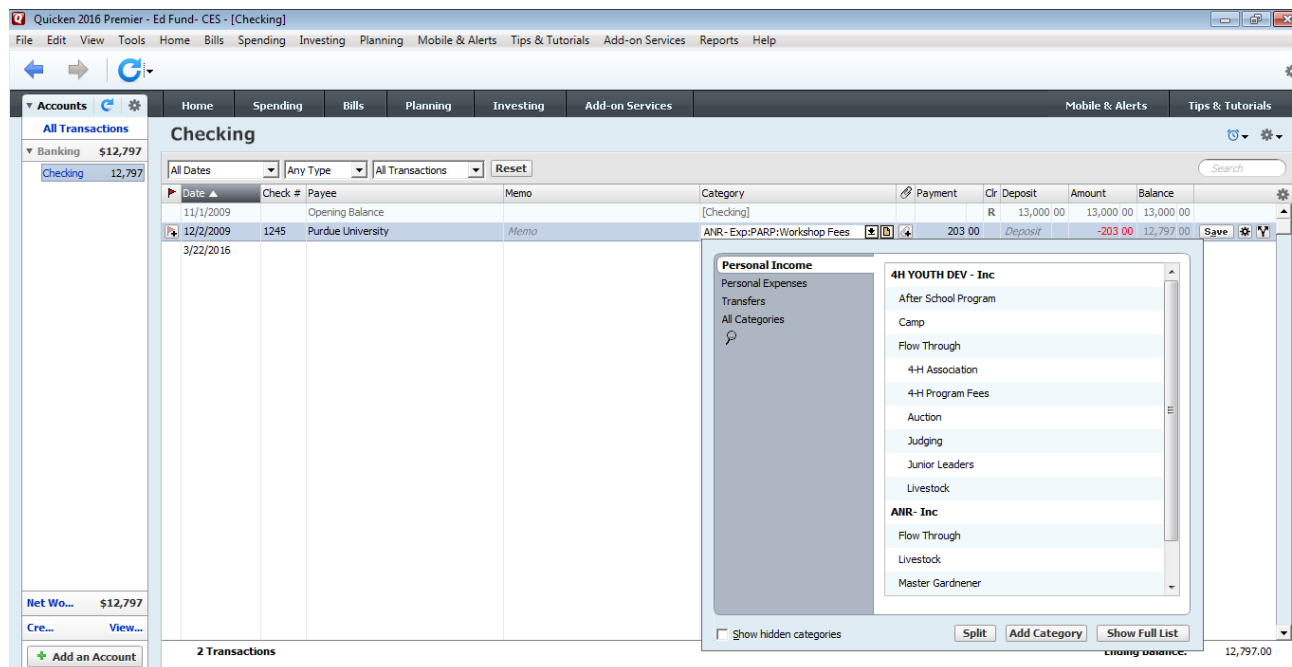 Quicken 2016 Premier - Ed Fund- CES - [Checking]
File Edit View Tools Home Bills Spending Investing Planning Mobile & Alerts Tips & Tutorials Add-on Services Reports Help
Accounts Home Spending Bills Planning Investing Add-on Services Mobile & Alerts Tips & Tutorials
All Transactions
Banking $12,797
Checking 12,797
Checking
All Dates Any Type All Transactions Reset Search
Date Check # Payee Memo Category Payment Clr Deposit Amount Balance
11/1/2009 Opening Balance [Checking] R 13,000 00 13,000 00 13,000 00
12/2/2009 1245 Purdue University Memo ANR- Exp:PARP:Workshop Fees 203 00 Deposit -203 00 12,797 00 Save
3/22/2016
Personal Income
Personal Expenses
Transfers
All Categories
4H YOUTH DEV - Inc
After School Program
Camp
Flow Through
4-H Association
4-H Program Fees
Auction
Judging
Junior Leaders
Livestock
ANR- Inc
Flow Through
Livestock
Master Gardnener
Show hidden categories Split Add Category Show Full List
Net Wo... $12,797
Cre... View...
Add an Account
2 Transactions Ending Balance: 12,797.00